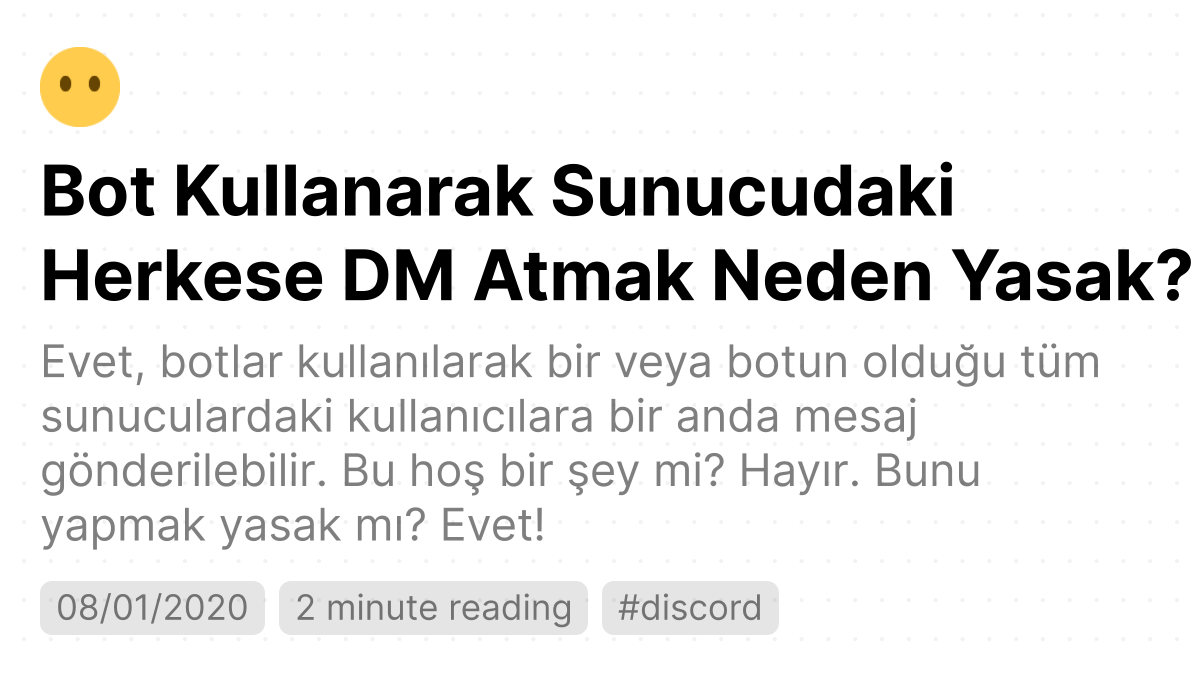 Bot Kullanarak Sunucudaki
Herkese DM Atmak Neden Yasak?
Evet, botlar kullanılarak bir veya botun olduğu tüm
sunuculardaki kullanıcılara bir anda mesaj
gönderilebilir. Bu hoş bir şey mi? Hayır. Bunu
yapmak yasak mı? Evet!
08/01/2020 2 minute reading #discord